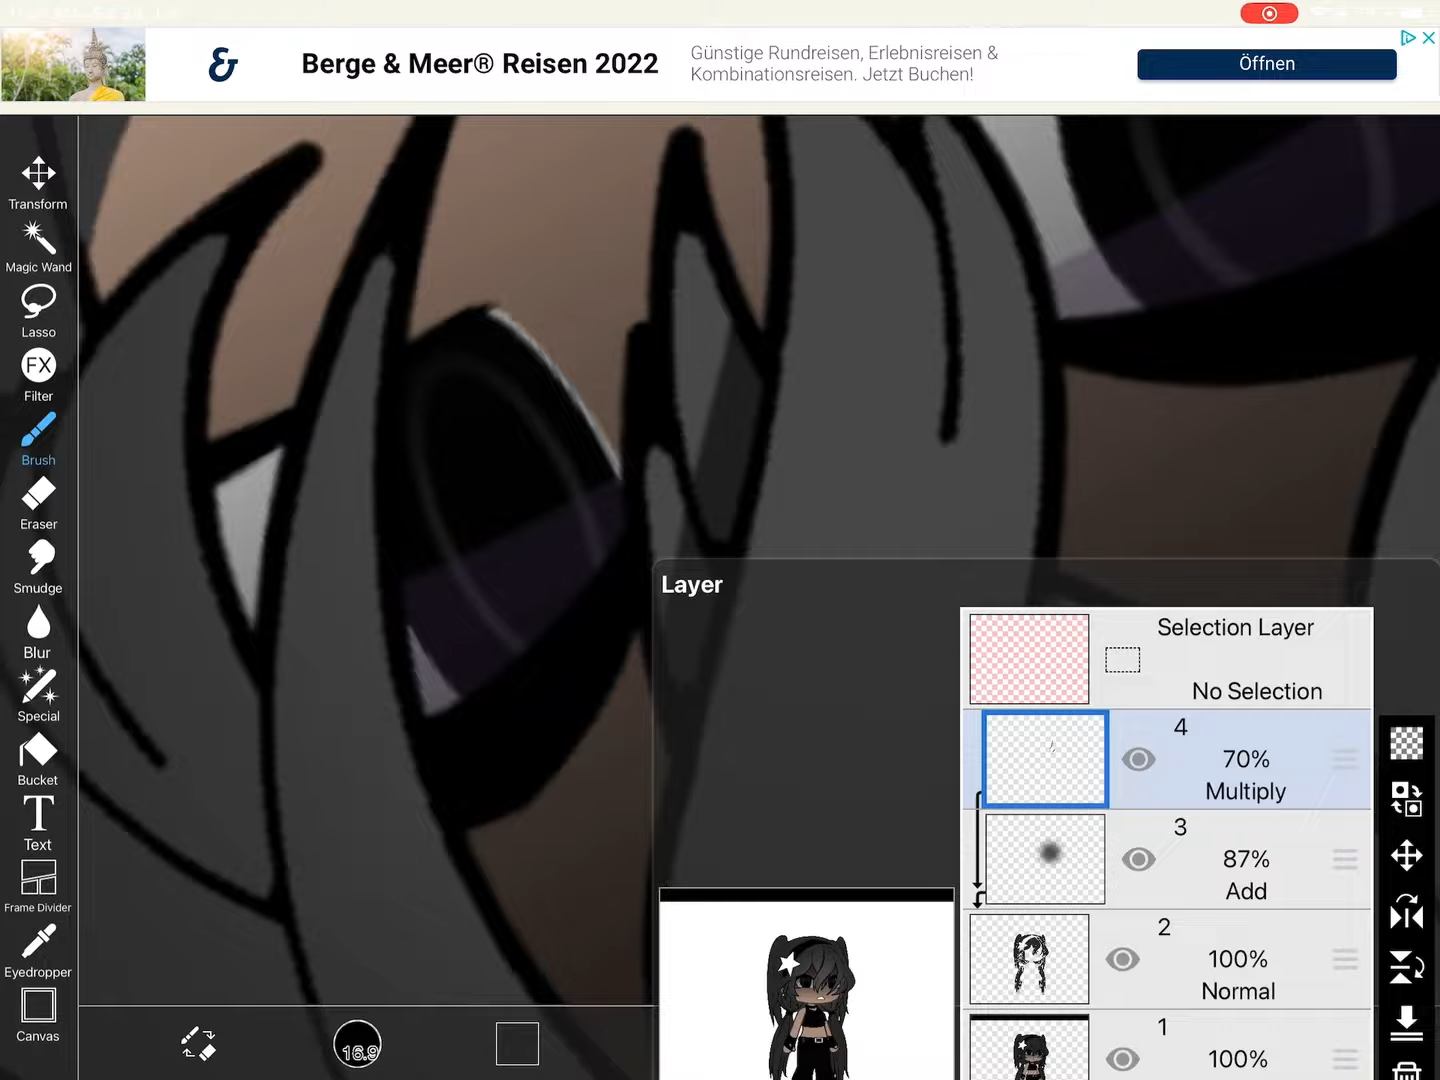 Berge & Meer® Reisen 2022
Günstige Rundreisen, Erlebnisreisen &
Kombinationsreisen. Jetzt Buchen!
Öffnen
Transform
Magic Wand
Lasso
FX
Filter
Brush
Eraser
Smudge
Blur
Special
Bucket
T
Text
Frame Divider
Eyedropper
Canvas
16.9
Layer
Selection Layer
No Selection
4
70%
Multiply
3
87%
Add
2
100%
Normal
1
100%